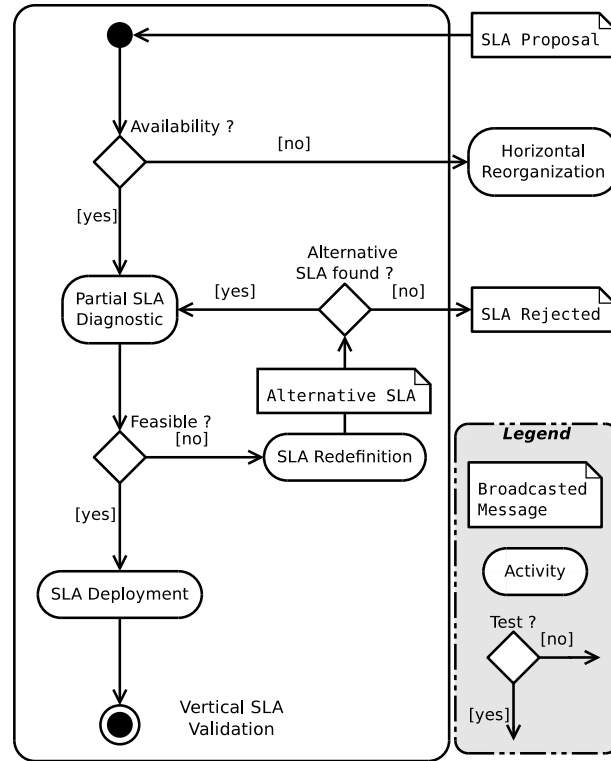 SLA Proposal
Availability ?
[no]
Horizontal
Reorganization
[yes]
Alternative
SLA found ?
Partial SLA
Diagnostic
[yes]
[no]
SLA Rejected
Alternative SLA
Feasible ?
[no]
SLA Redefinition
[yes]
SLA Deployment
Vertical SLA
Validation
Legend
Broadcasted
Message
Activity
Test ?
[no]
[yes]